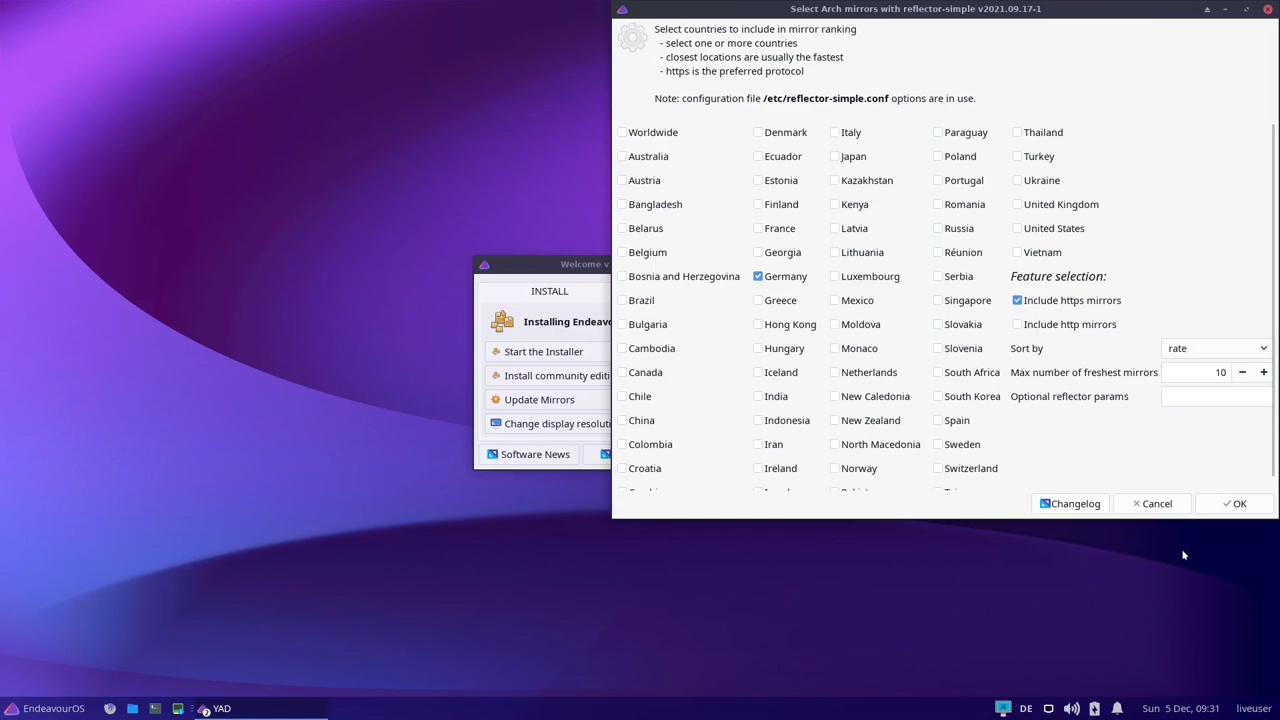 Select Arch mirrors with reflector-simple v2021.09.17-1
Select countries to include in mirror ranking
- select one or more countries
- closest locations are usually the fastest
- https is the preferred protocol
Note: configuration file /etc/reflector-simple.conf options are in use.
Worldwide
Australia
Austria
Bangladesh
Belarus
Belgium
Bosnia and Herzegovina
Brazil
Bulgaria
Cambodia
Canada
Chile
China
Colombia
Croatia
Denmark
Ecuador
Estonia
Finland
France
Georgia
Germany
Greece
Hong Kong
Hungary
Iceland
India
Indonesia
Iran
Ireland
Italy
Japan
Kazakhstan
Kenya
Latvia
Lithuania
Luxembourg
Mexico
Moldova
Monaco
Netherlands
New Caledonia
New Zealand
North Macedonia
Norway
Paraguay
Poland
Portugal
Romania
Russia
Réunion
Serbia
Singapore
Slovakia
Slovenia
South Africa
South Korea
Spain
Sweden
Switzerland
Thailand
Turkey
Ukraine
United Kingdom
United States
Vietnam
Feature selection:
Include https mirrors
Include http mirrors
Sort by rate
Max number of freshest mirrors 10
Optional reflector params
Changelog
Cancel
OK
Welcome v
INSTALL
Installing Endeavo
Start the Installer
Install community editi
Update Mirrors
Change display resoluti
Software News
EndeavourOS
2 YAD
DE
Sun 5 Dec, 09:31
liveuser